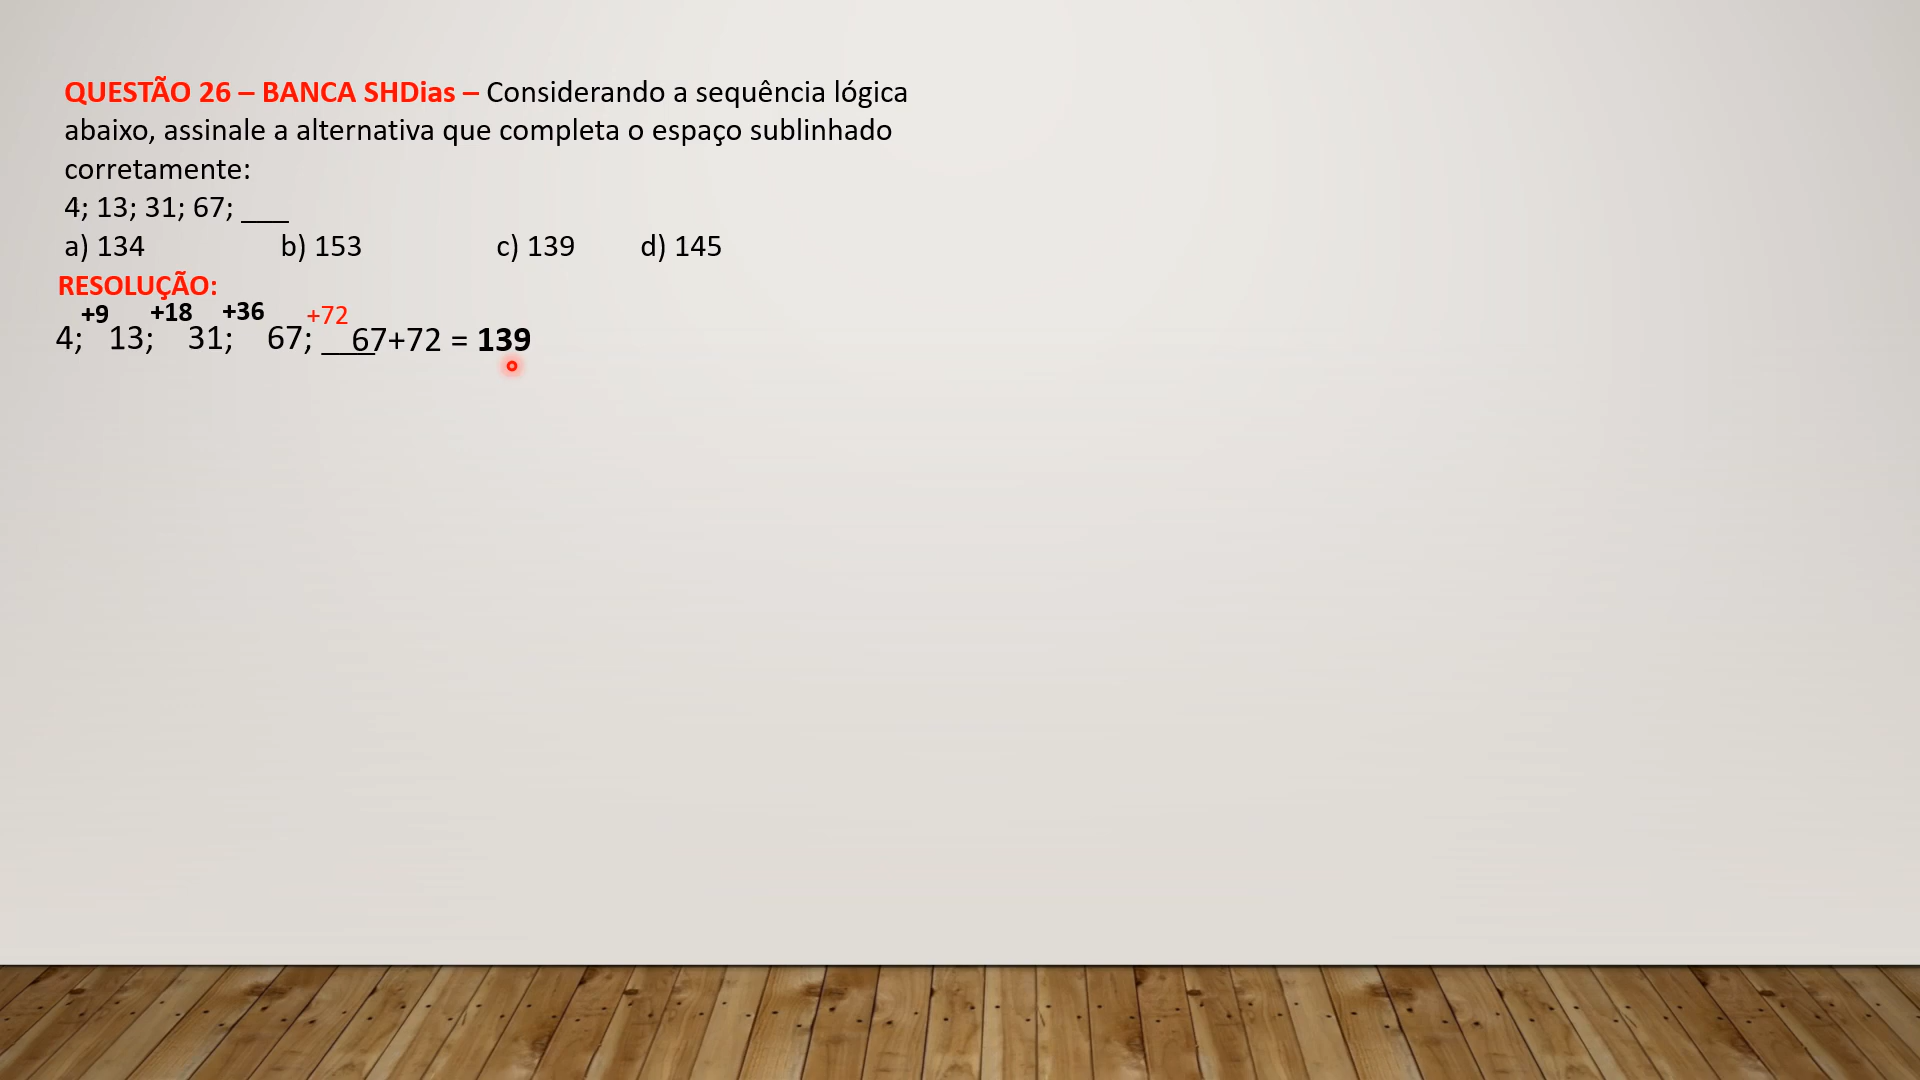 QUESTÃO 26 – BANCA SHDias – Considerando a sequência lógica
abaixo, assinale a alternativa que completa o espaço sublinhado
corretamente:
4; 13; 31; 67; ___
a) 134 b) 153 c) 139 d) 145
RESOLUÇÃO:
+9 +18 +36 +72
4; 13; 31; 67; ___67+72 = 139